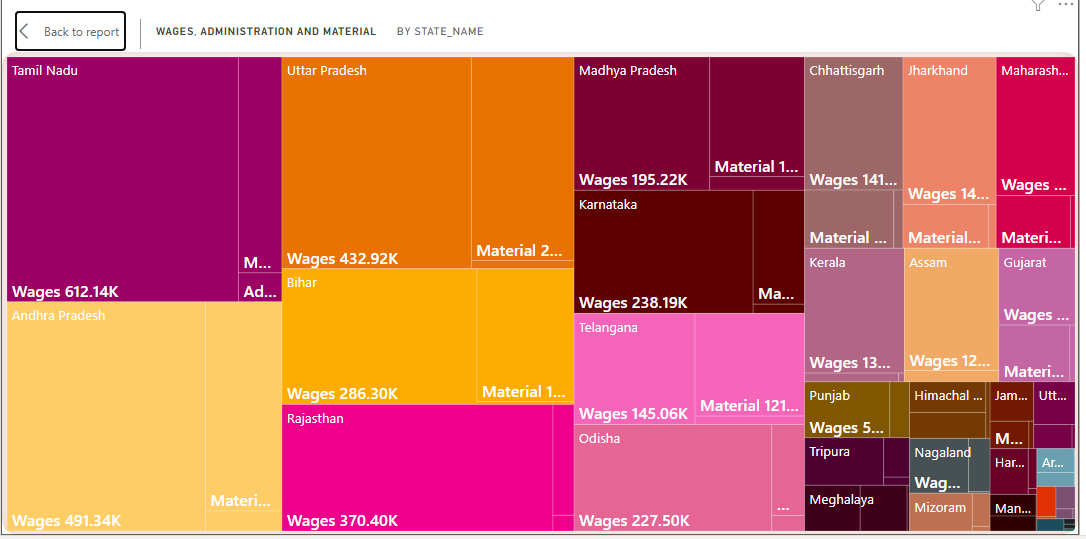 Back to report
WAGES, ADMINISTRATION AND MATERIAL
BY STATE_NAME
Tamil Nadu
M...
Wages 612.14K
Ad...
Andhra Pradesh
Materi...
Wages 491.34K
Uttar Pradesh
Material 2...
Wages 432.92K
Bihar
Material 1...
Wages 286.30K
Rajasthan
Wages 370.40K
Madhya Pradesh
Material 1...
Wages 195.22K
Karnataka
Ma...
Wages 238.19K
Telangana
Material 121...
Wages 145.06K
Odisha
...
Wages 227.50K
Chhattisgarh
Wages 141...
Material ...
Jharkhand
Wages 14...
Material...
Maharash...
Wages ...
Materi...
Kerala
Wages 13...
Assam
Wages 12...
Gujarat
Wages ...
Materi...
Punjab
Wages 5...
Himachal ...
Jam...
M...
Utt...
Tripura
Nagaland
Wag...
Har...
Ar...
Meghalaya
Mizoram
Man...